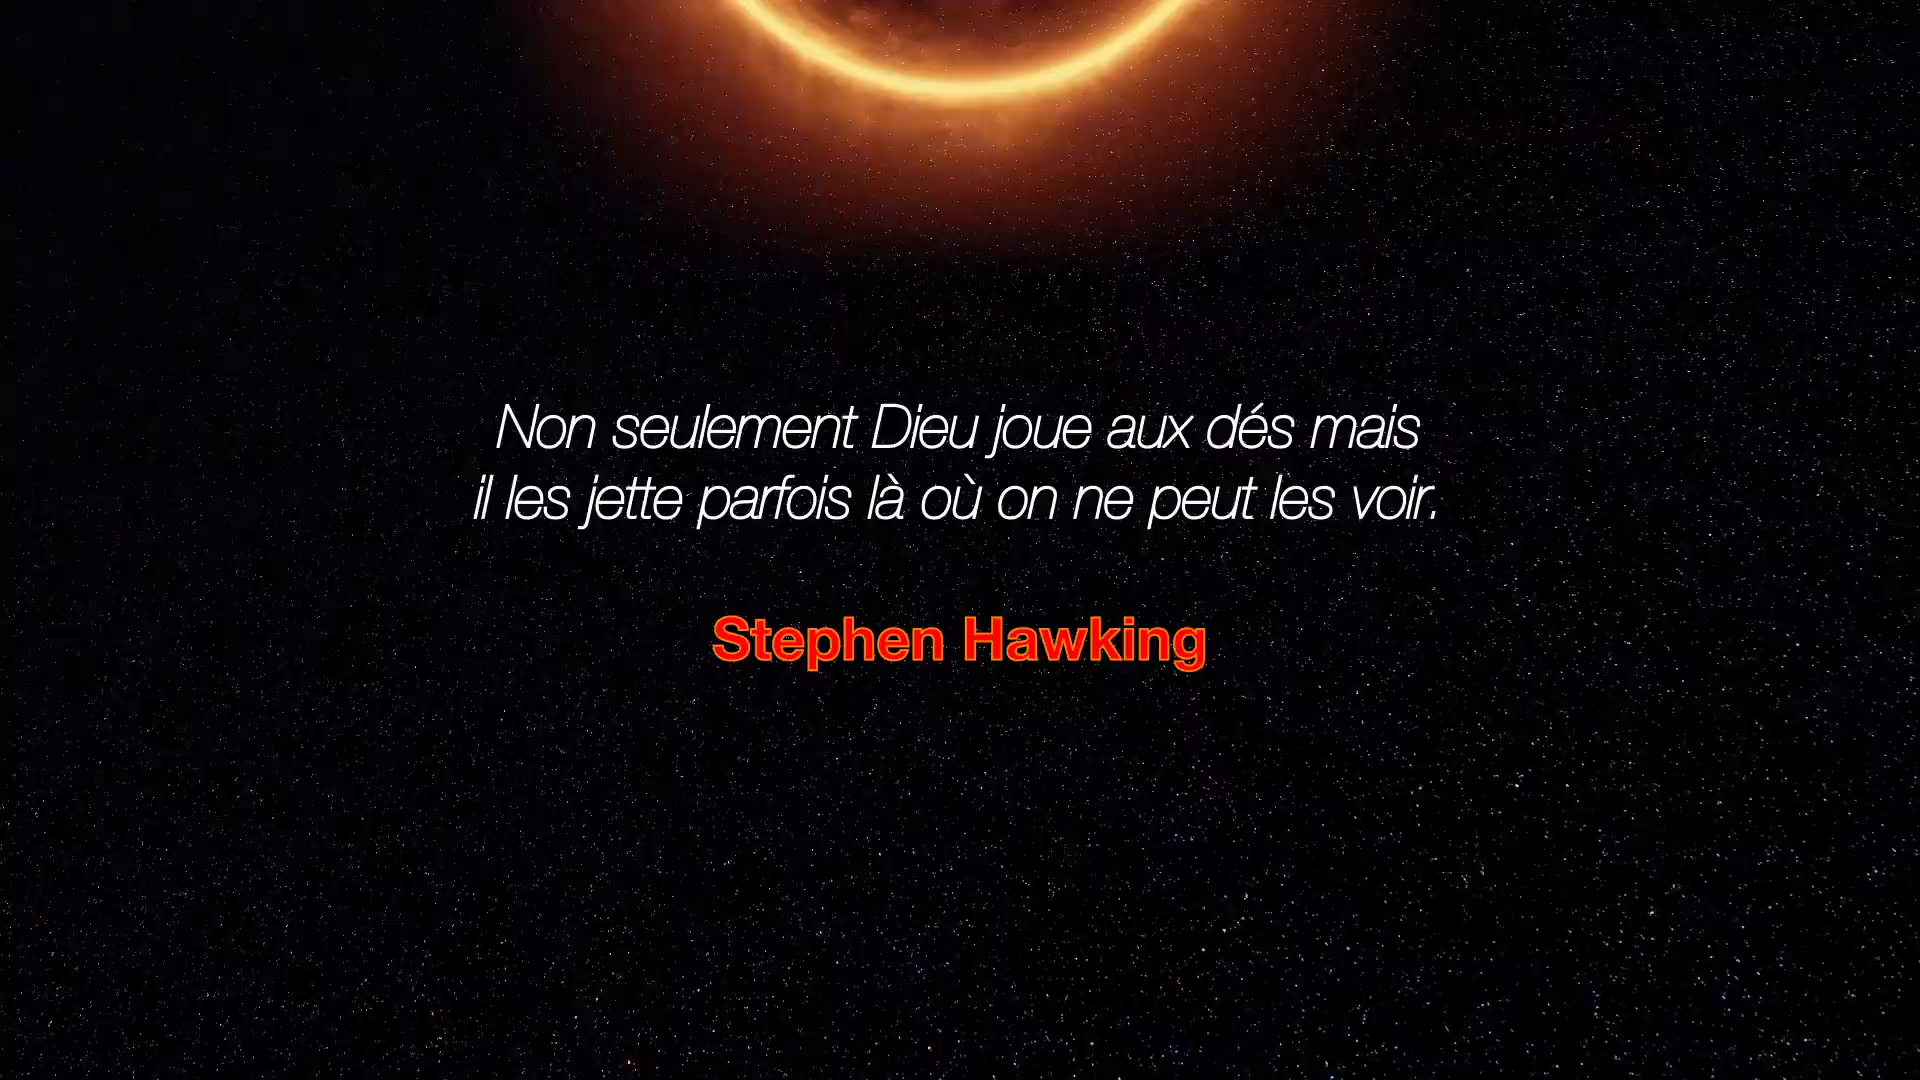 Non seulement Dieu joue aux dés mais
il les jette parfois là où on ne peut les voir.
Stephen Hawking